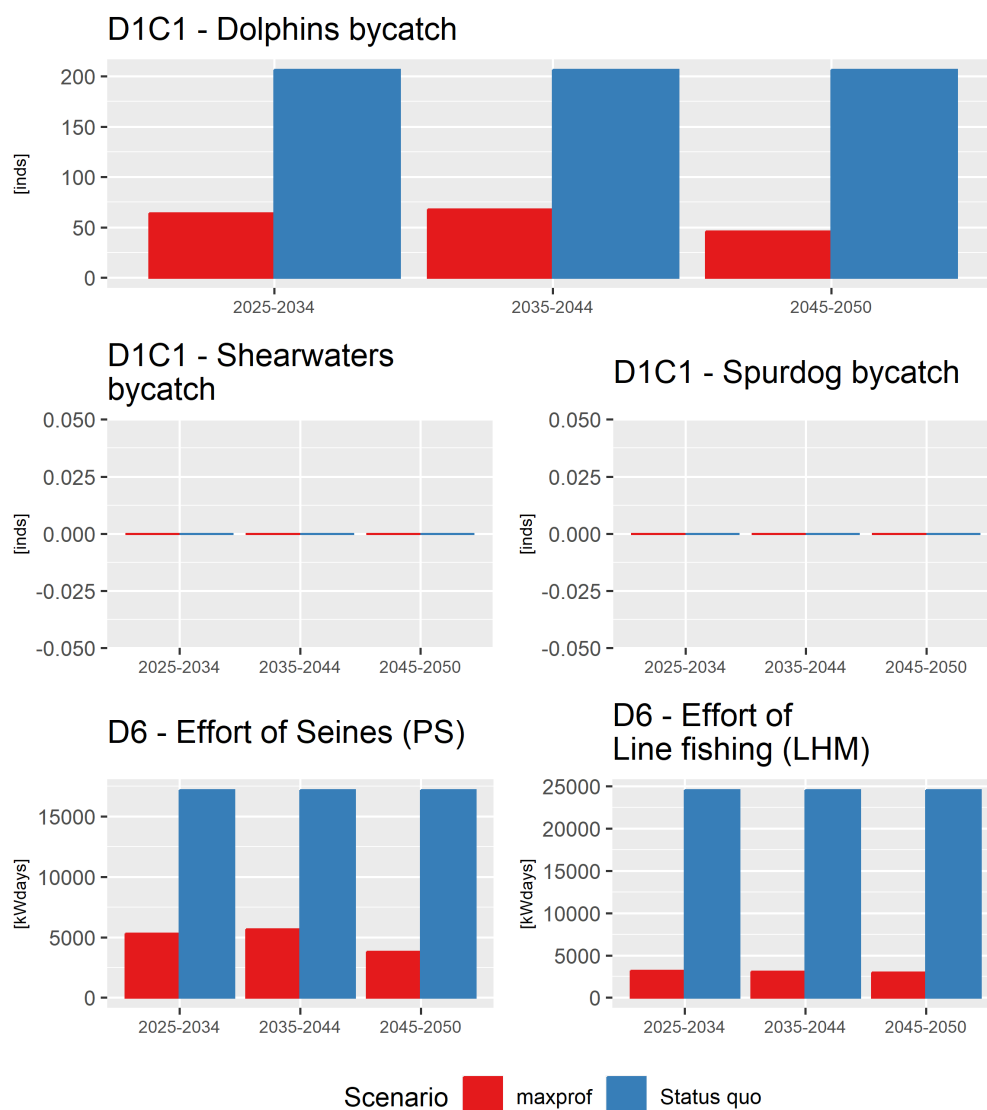 D1C1 - Dolphins bycatch
[inds]
200
150
100
50
0
2025-2034 2035-2044 2045-2050
D1C1 - Shearwaters
bycatch
[inds]
0.050
0.025
0.000
-0.025
-0.050
2025-2034 2035-2044 2045-2050
D1C1 - Spurdog bycatch
[inds]
0.050
0.025
0.000
-0.025
-0.050
2025-2034 2035-2044 2045-2050
D6 - Effort of Seines (PS)
[kWdays]
15000
10000
5000
0
2025-2034 2035-2044 2045-2050
D6 - Effort of
Line fishing (LHM)
[kWdays]
25000
20000
15000
10000
5000
0
2025-2034 2035-2044 2045-2050
Scenario maxprof Status quo